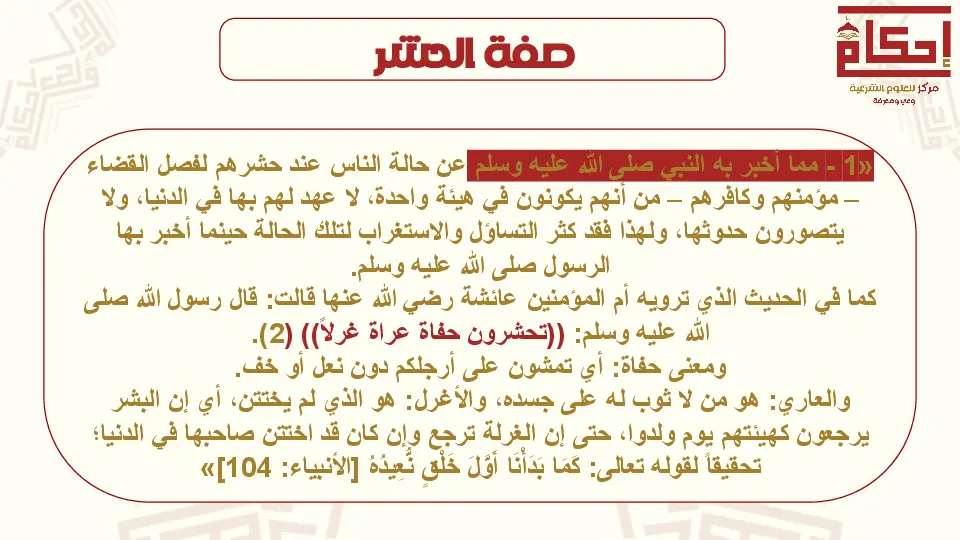 صفة الحشر
إحكام
مركز للعلوم الشرعية
وعي ومعرفة
«1 - مما أخبر به النبي صلى الله عليه وسلم عن حالة الناس عند حشرهم لفصل القضاء
– مؤمنهم وكافرهم – من أنهم يكونون في هيئة واحدة، لا عهد لهم بها في الدنيا، ولا
يتصورون حدوثها، ولهذا فقد كثر التساؤل والاستغراب لتلك الحالة حينما أخبر بها
الرسول صلى الله عليه وسلم.
كما في الحديث الذي ترويه أم المؤمنين عائشة رضي الله عنها قالت: قال رسول الله صلى
الله عليه وسلم: ((تحشرون حفاة عراة غرلاً)) (2).
ومعنى حفاة: أي تمشون على أرجلكم دون نعل أو خف.
والعاري: هو من لا ثوب له على جسده، والأغرل: هو الذي لم يختتن، أي إن البشر
يرجعون كهيئتهم يوم ولدوا، حتى إن الغرلة ترجع وإن كان قد اختتن صاحبها في الدنيا؛
تحقيقاً لقوله تعالى: كَمَا بَدَأْنَا أَوَّلَ خَلْقٍ نُّعِيدُهُ [الأنبياء: 104]»